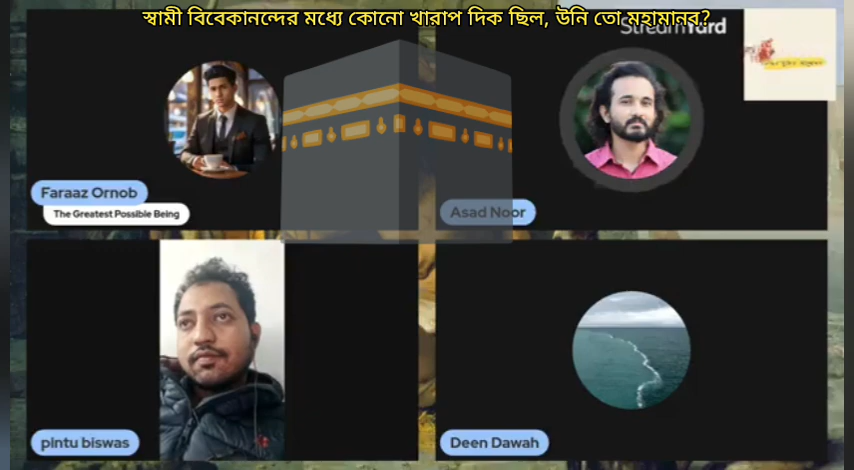 স্বামী বিবেকানন্দের মধ্যে কোনো খারাপ দিক ছিল, উনি তো মহামানব?
StreamYard
Faraaz Ornob
The Greatest Possible Being
Asad Noor
pintu biswas
Deen Dawah